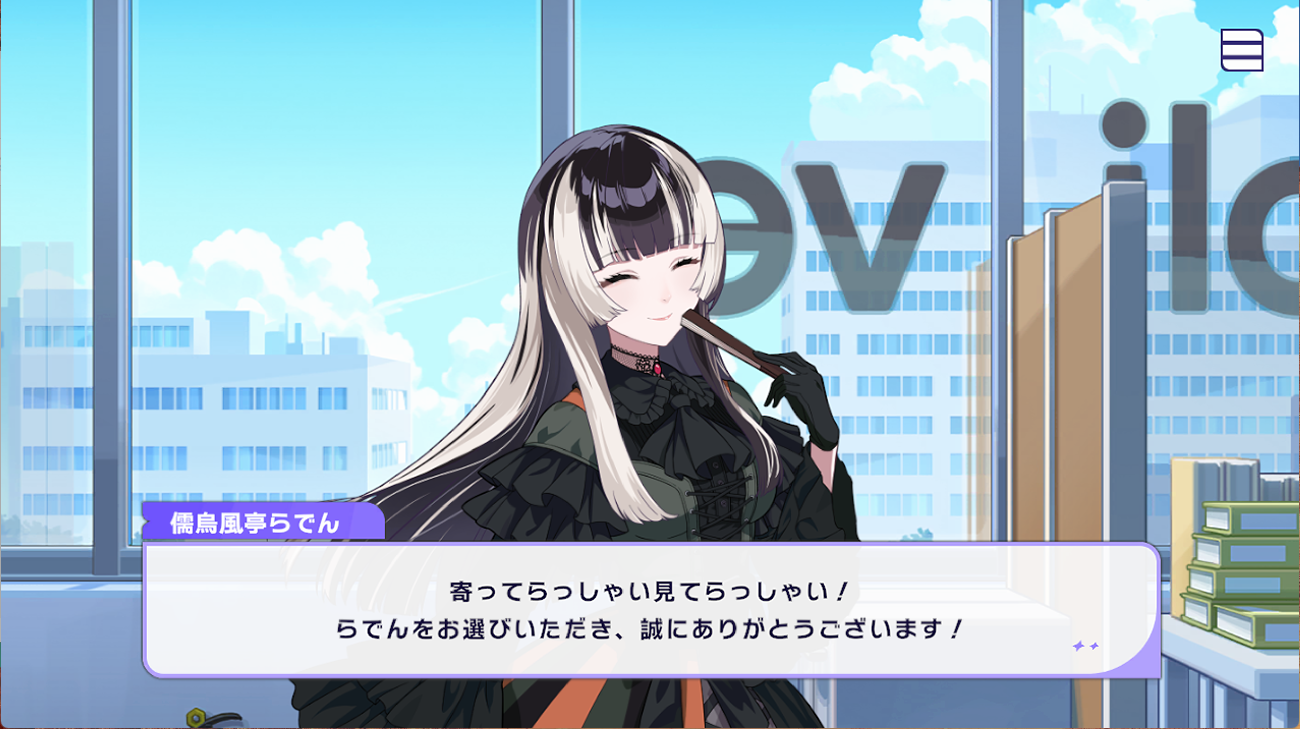 ev ila
儒烏風亭らでん
寄ってらっしゃい見てらっしゃい!
らでんをお選びいただき、誠にありがとうございます!